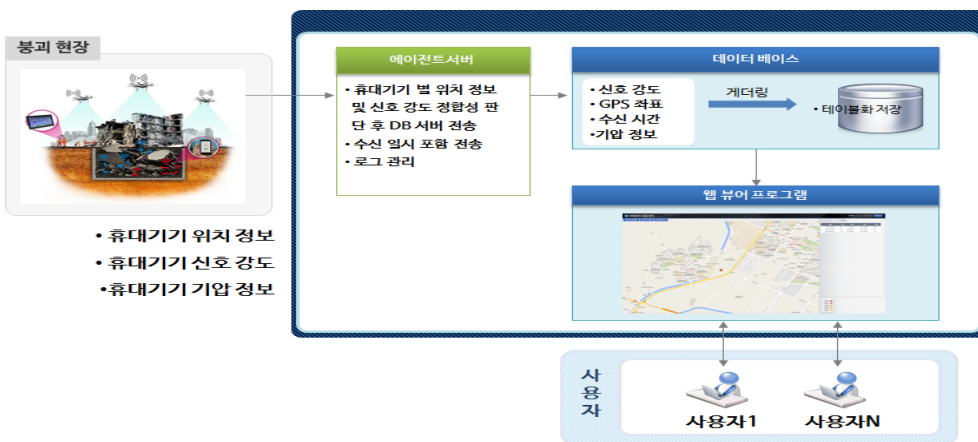 붕괴 현장
• 휴대기기 위치 정보
• 휴대기기 신호 강도
•휴대기기 기압 정보
에이전트서버
• 휴대기기 별 위치 정보
및 신호 강도 정합성 판
단 후 DB 서버 전송
• 수신 일시 포함 전송
• 로그 관리
데이터 베이스
• 신호 강도
• GPS 좌표
• 수신 시간
•기압 정보
게더링
• 테이블화 저장
웹 뷰어 프로그램
사용자
사용자1
사용자N